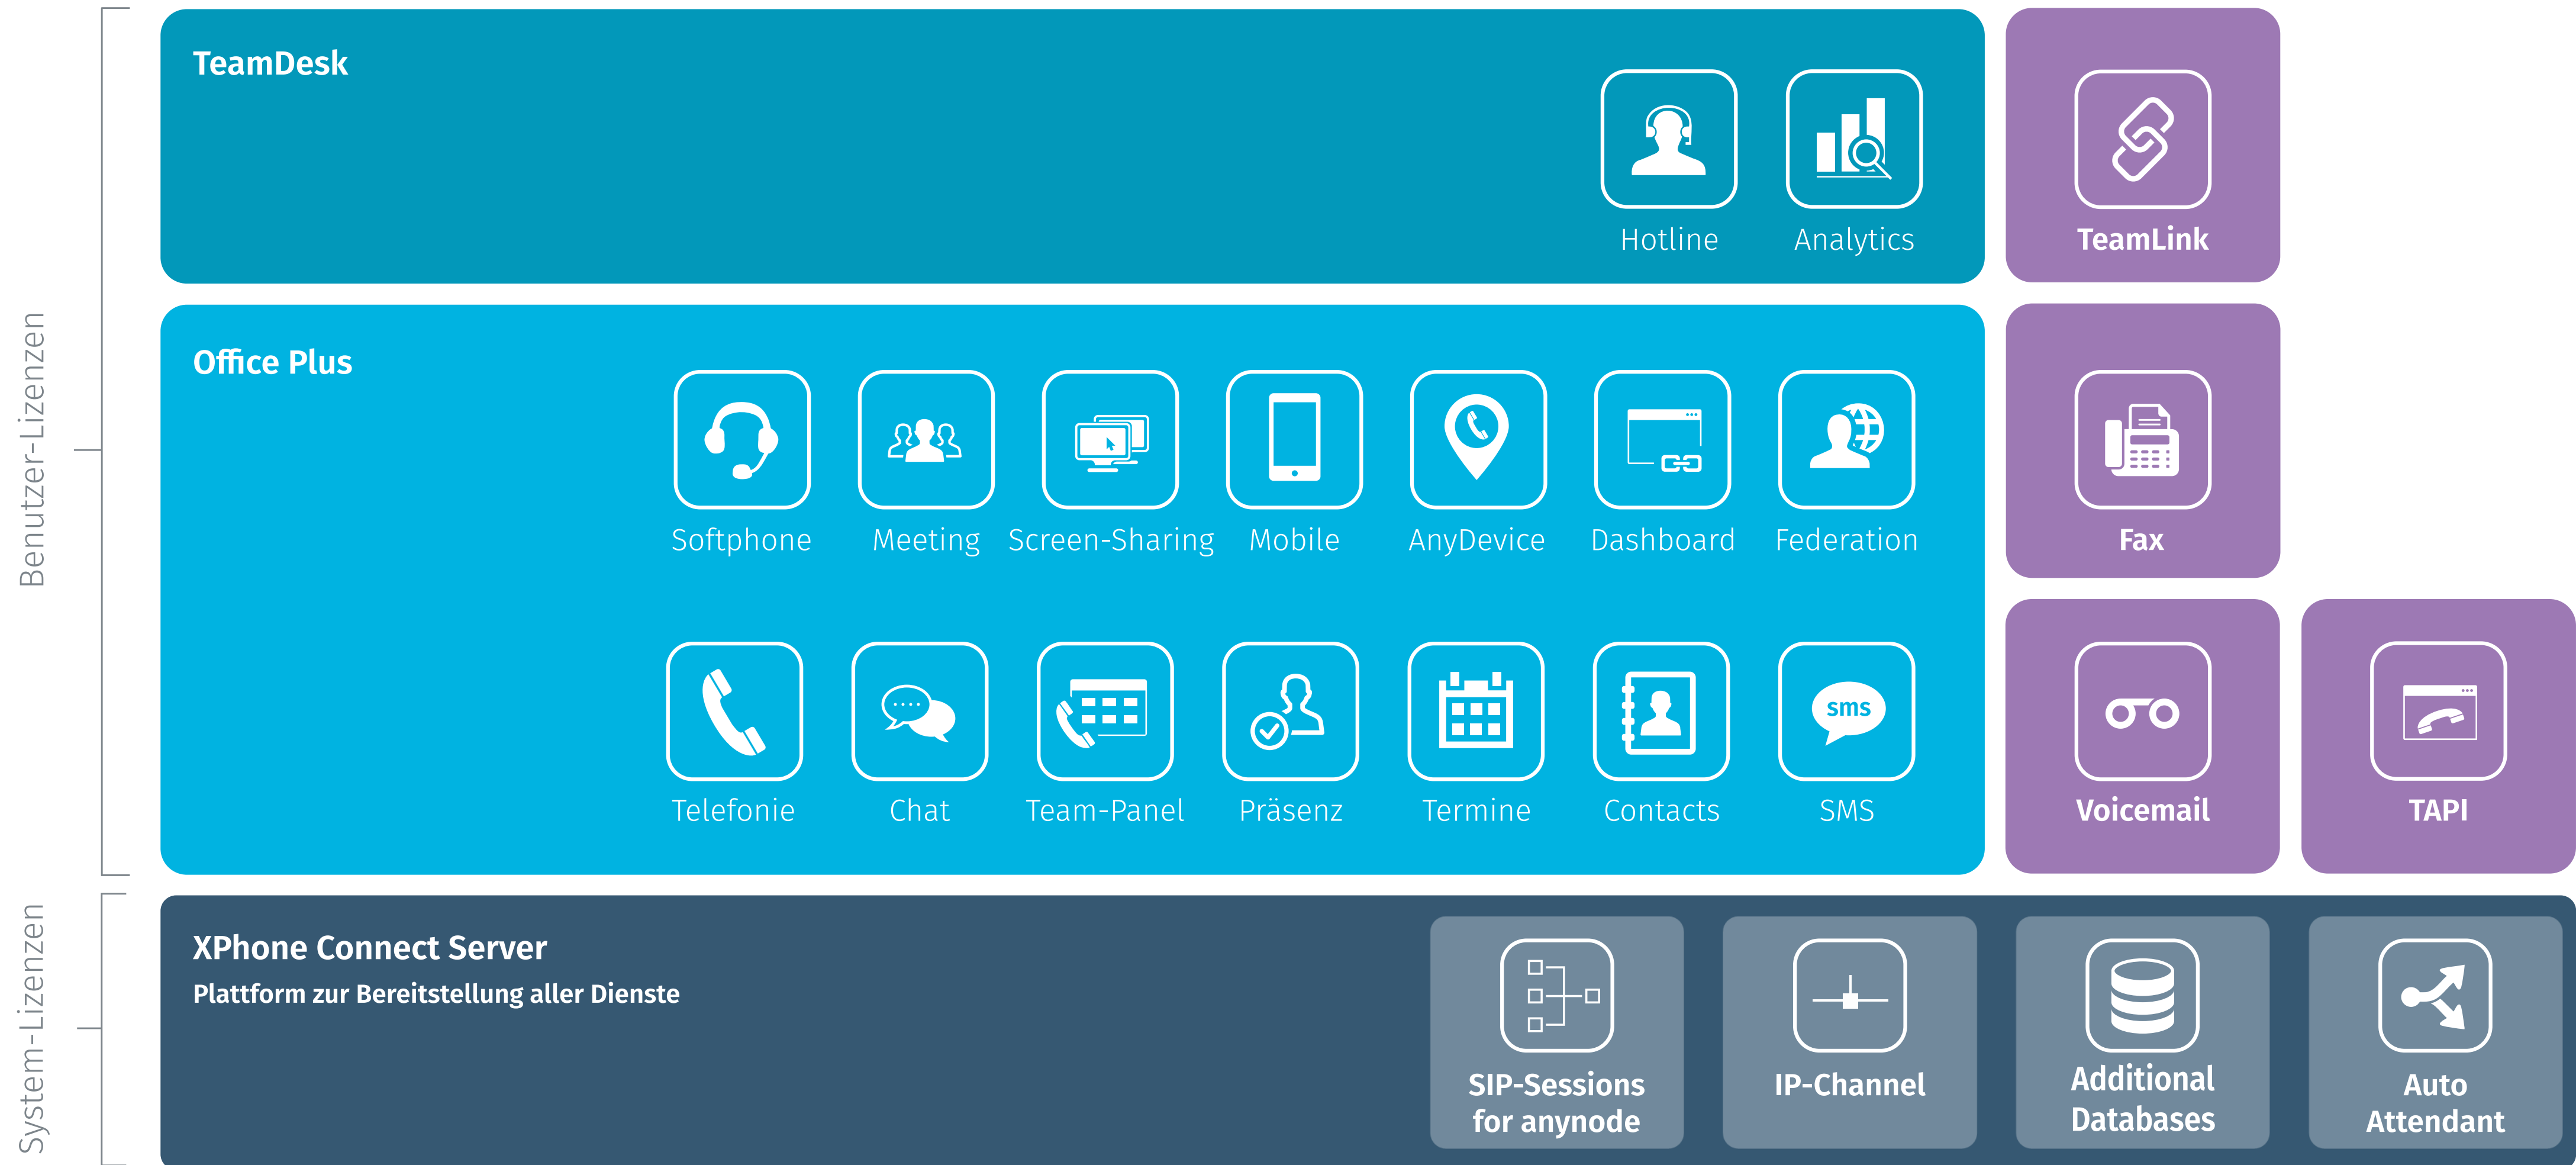 Benutzer-Lizenzen
TeamDesk
Hotline
Analytics
TeamLink
Office Plus
Softphone
Meeting
Screen-Sharing
Mobile
AnyDevice
Dashboard
Federation
Fax
sms
Telefonie
Chat
Team-Panel
Präsenz
Termine
Contacts
SMS
Voicemail
TAPI
System-Lizenzen
XPhone Connect Server
Plattform zur Bereitstellung aller Dienste
SIP-Sessions
for anynode
IP-Channel
Additional
Databases
Auto
Attendant